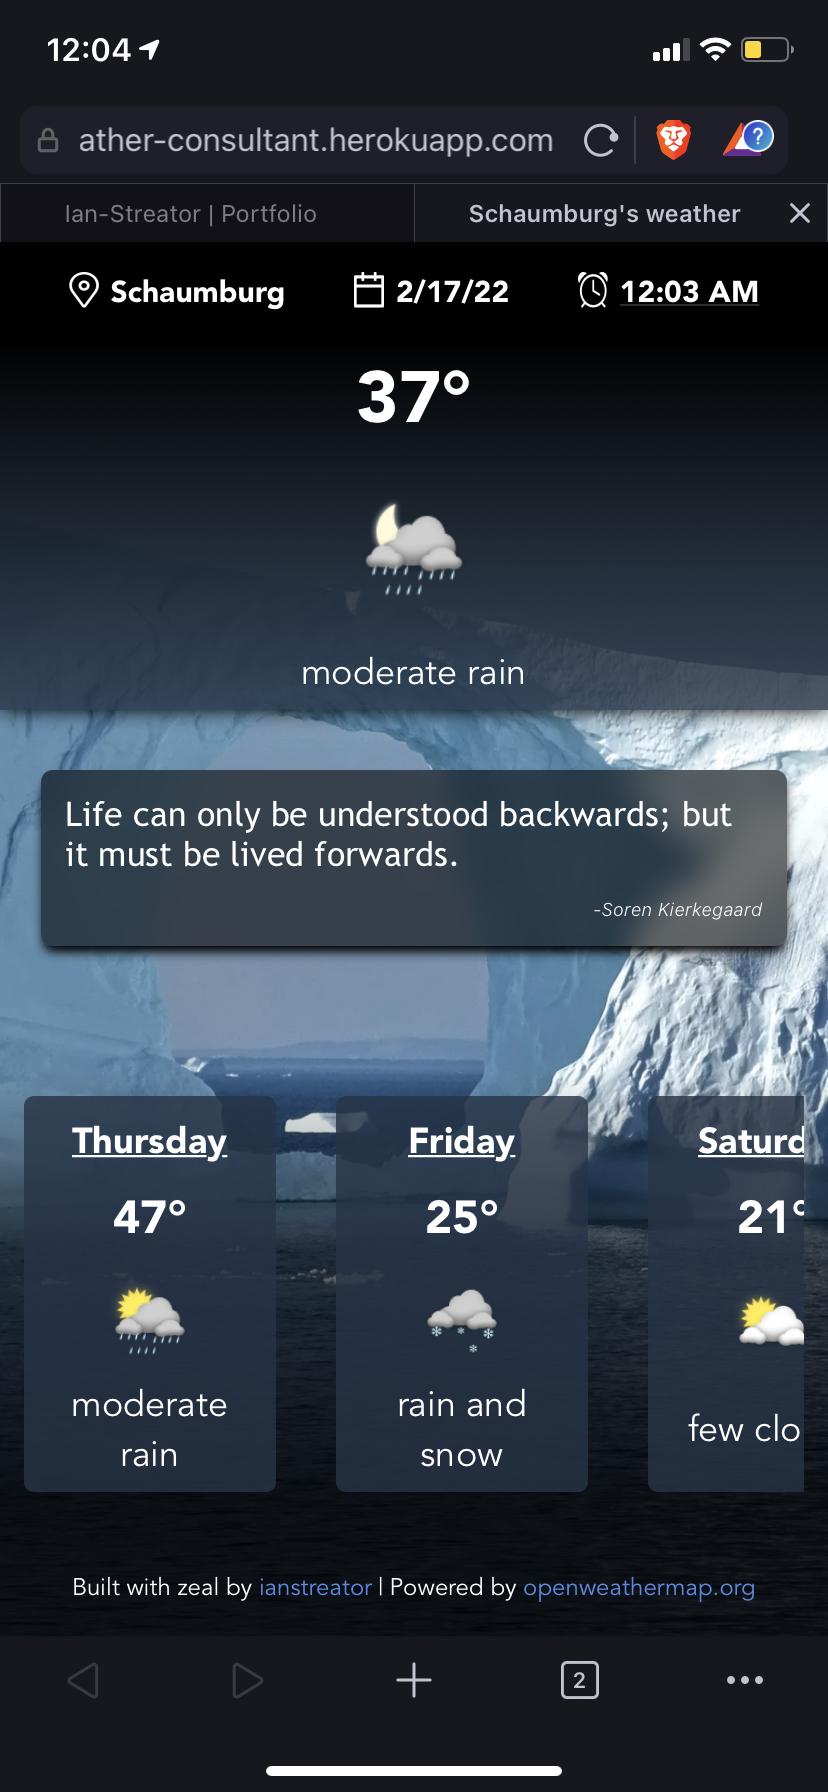 12:04
ather-consultant.herokuapp.com
?
Ian-Streator | Portfolio
Schaumburg's weather
Schaumburg
2/17/22
12:03 AM
37°
moderate rain
Life can only be understood backwards; but
it must be lived forwards.
-Soren Kierkegaard
Thursday
47°
moderate
rain
Friday
25°
rain and
snow
Saturd
21°
few clo
Built with zeal by ianstreator | Powered by openweathermap.org
2